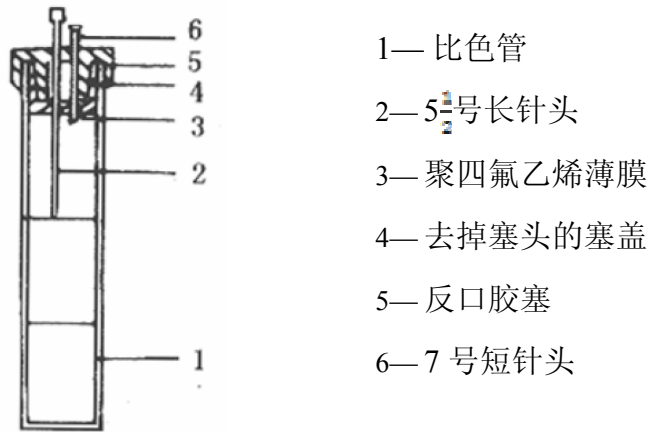 6
5
4
3
2
1
1— 比色管
2— 5½号长针头
3— 聚四氟乙烯薄膜
4— 去掉塞头的塞盖
5— 反口胶塞
6— 7 号短针头